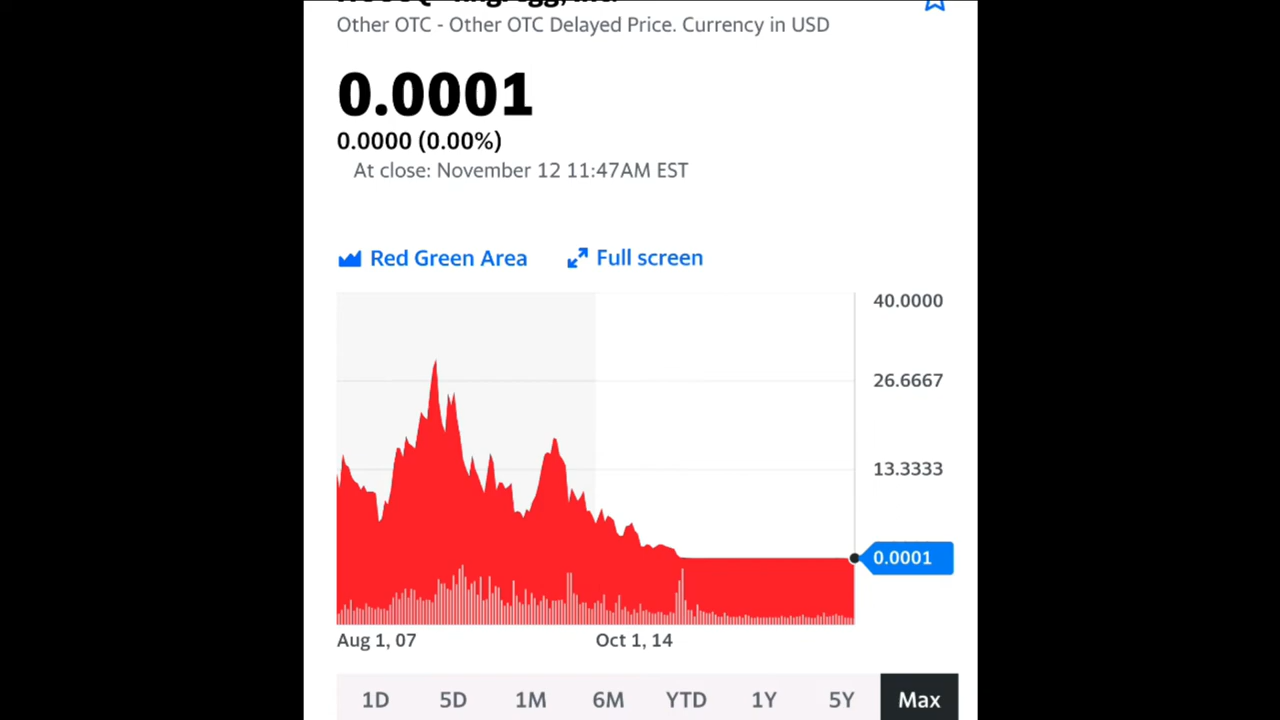 Other OTC - Other OTC Delayed Price. Currency in USD
0.0001
0.0000 (0.00%)
At close: November 12 11:47AM EST
Red Green Area
Full screen
40.0000
26.6667
13.3333
0.0001
Aug 1, 07
Oct 1, 14
1D
5D
1M
6M
YTD
1Y
5Y
Max